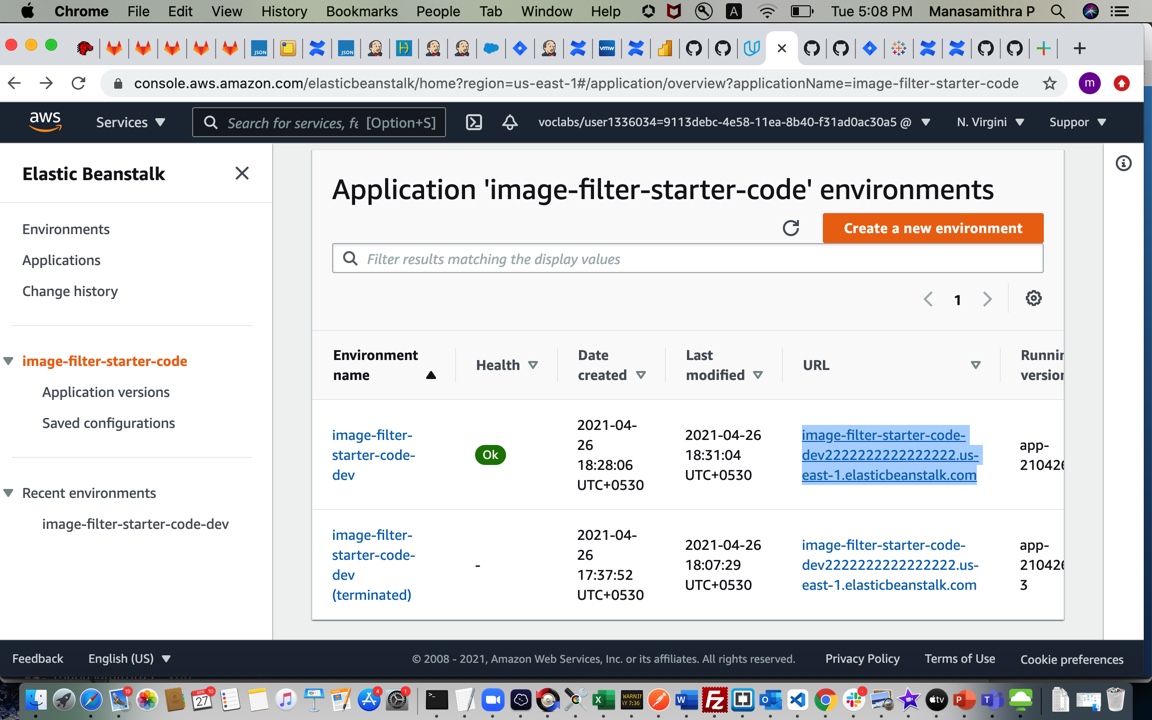 Chrome File Edit View History Bookmarks People Tab Window Help Tue 5:08 PM Manasamithra P
console.aws.amazon.com/elasticbeanstalk/home?region=us-east-1#/application/overview?applicationName=image-filter-starter-code
m
aws Services Search for services, fe [Option+S] voclabs/user1336034=9113debc-4e58-11ea-8b40-f31ad0ac30a5 @ N. Virgini Suppor
Elastic Beanstalk
Environments
Applications
Change history
image-filter-starter-code
Application versions
Saved configurations
Recent environments
image-filter-starter-code-dev
Application 'image-filter-starter-code' environments
Create a new environment
Filter results matching the display values
1
Environment name
Health
Date created
Last modified
URL
Runnin
version
image-filter-
starter-code-
dev
Ok
2021-04-
26
18:28:06
UTC+0530
2021-04-26
18:31:04
UTC+0530
image-filter-starter-code-
dev2222222222222222.us-
east-1.elasticbeanstalk.com
app-
210426
image-filter-
starter-code-
dev
(terminated)
-
2021-04-
26
17:37:52
UTC+0530
2021-04-26
18:07:29
UTC+0530
image-filter-starter-code-
dev2222222222222222.us-
east-1.elasticbeanstalk.com
app-
210426
3
Feedback English (US) © 2008 - 2021, Amazon Web Services, Inc. or its affiliates. All rights reserved. Privacy Policy Terms of Use Cookie preferences